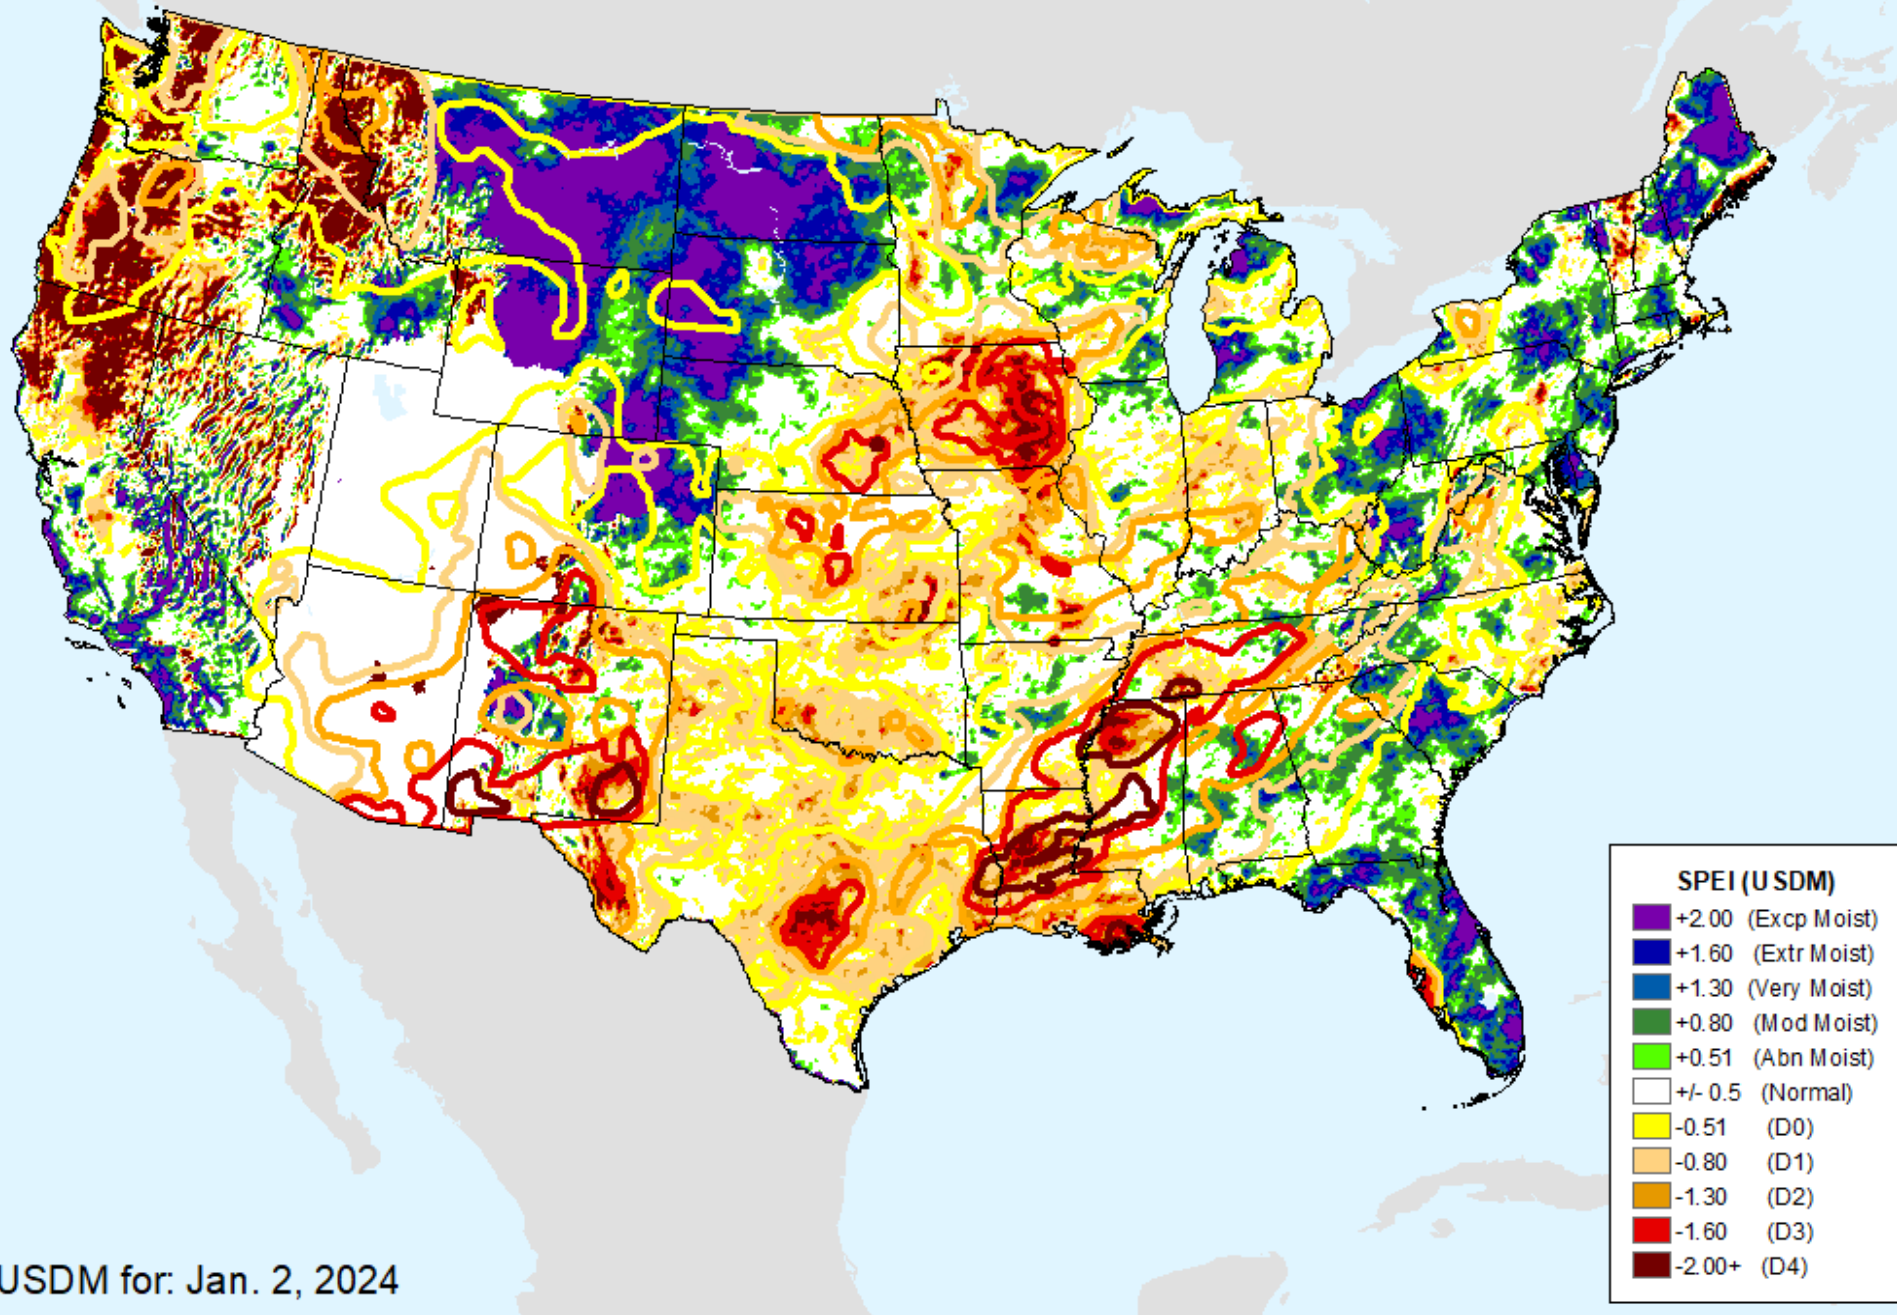 SPEI (USDM)
+2.00 (Excp Moist)
+1.60 (Extr Moist)
+1.30 (Very Moist)
+0.80 (Mod Moist)
+0.51 (Abn Moist)
+/- 0.5 (Normal)
-0.51 (D0)
-0.80 (D1)
-1.30 (D2)
-1.60 (D3)
-2.00+ (D4)
USDM for: Jan. 2, 2024